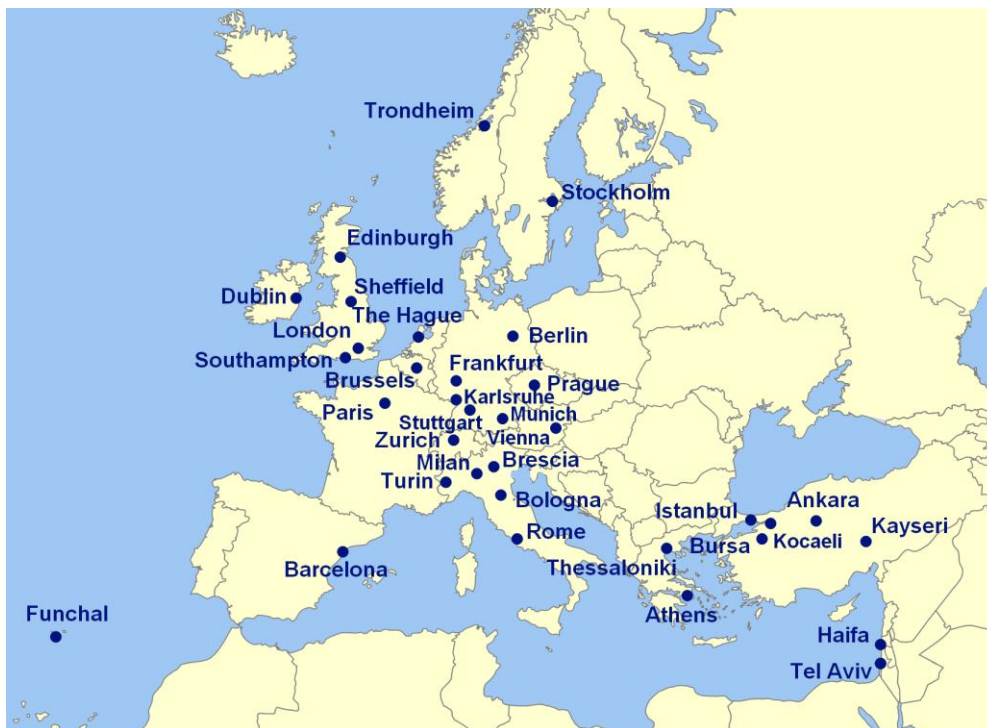 Trondheim
Stockholm
Edinburgh
Sheffield
Dublin
The Hague
London
Berlin
Southampton
Frankfurt
Brussels
Prague
Karlsruhe
Paris
Munich
Stuttgart
Zurich
Vienna
Milan
Brescia
Turin
Bologna
Istanbul
Ankara
Rome
Bursa
Kocaeli
Kayseri
Barcelona
Thessaloniki
Athens
Funchal
Haifa
Tel Aviv